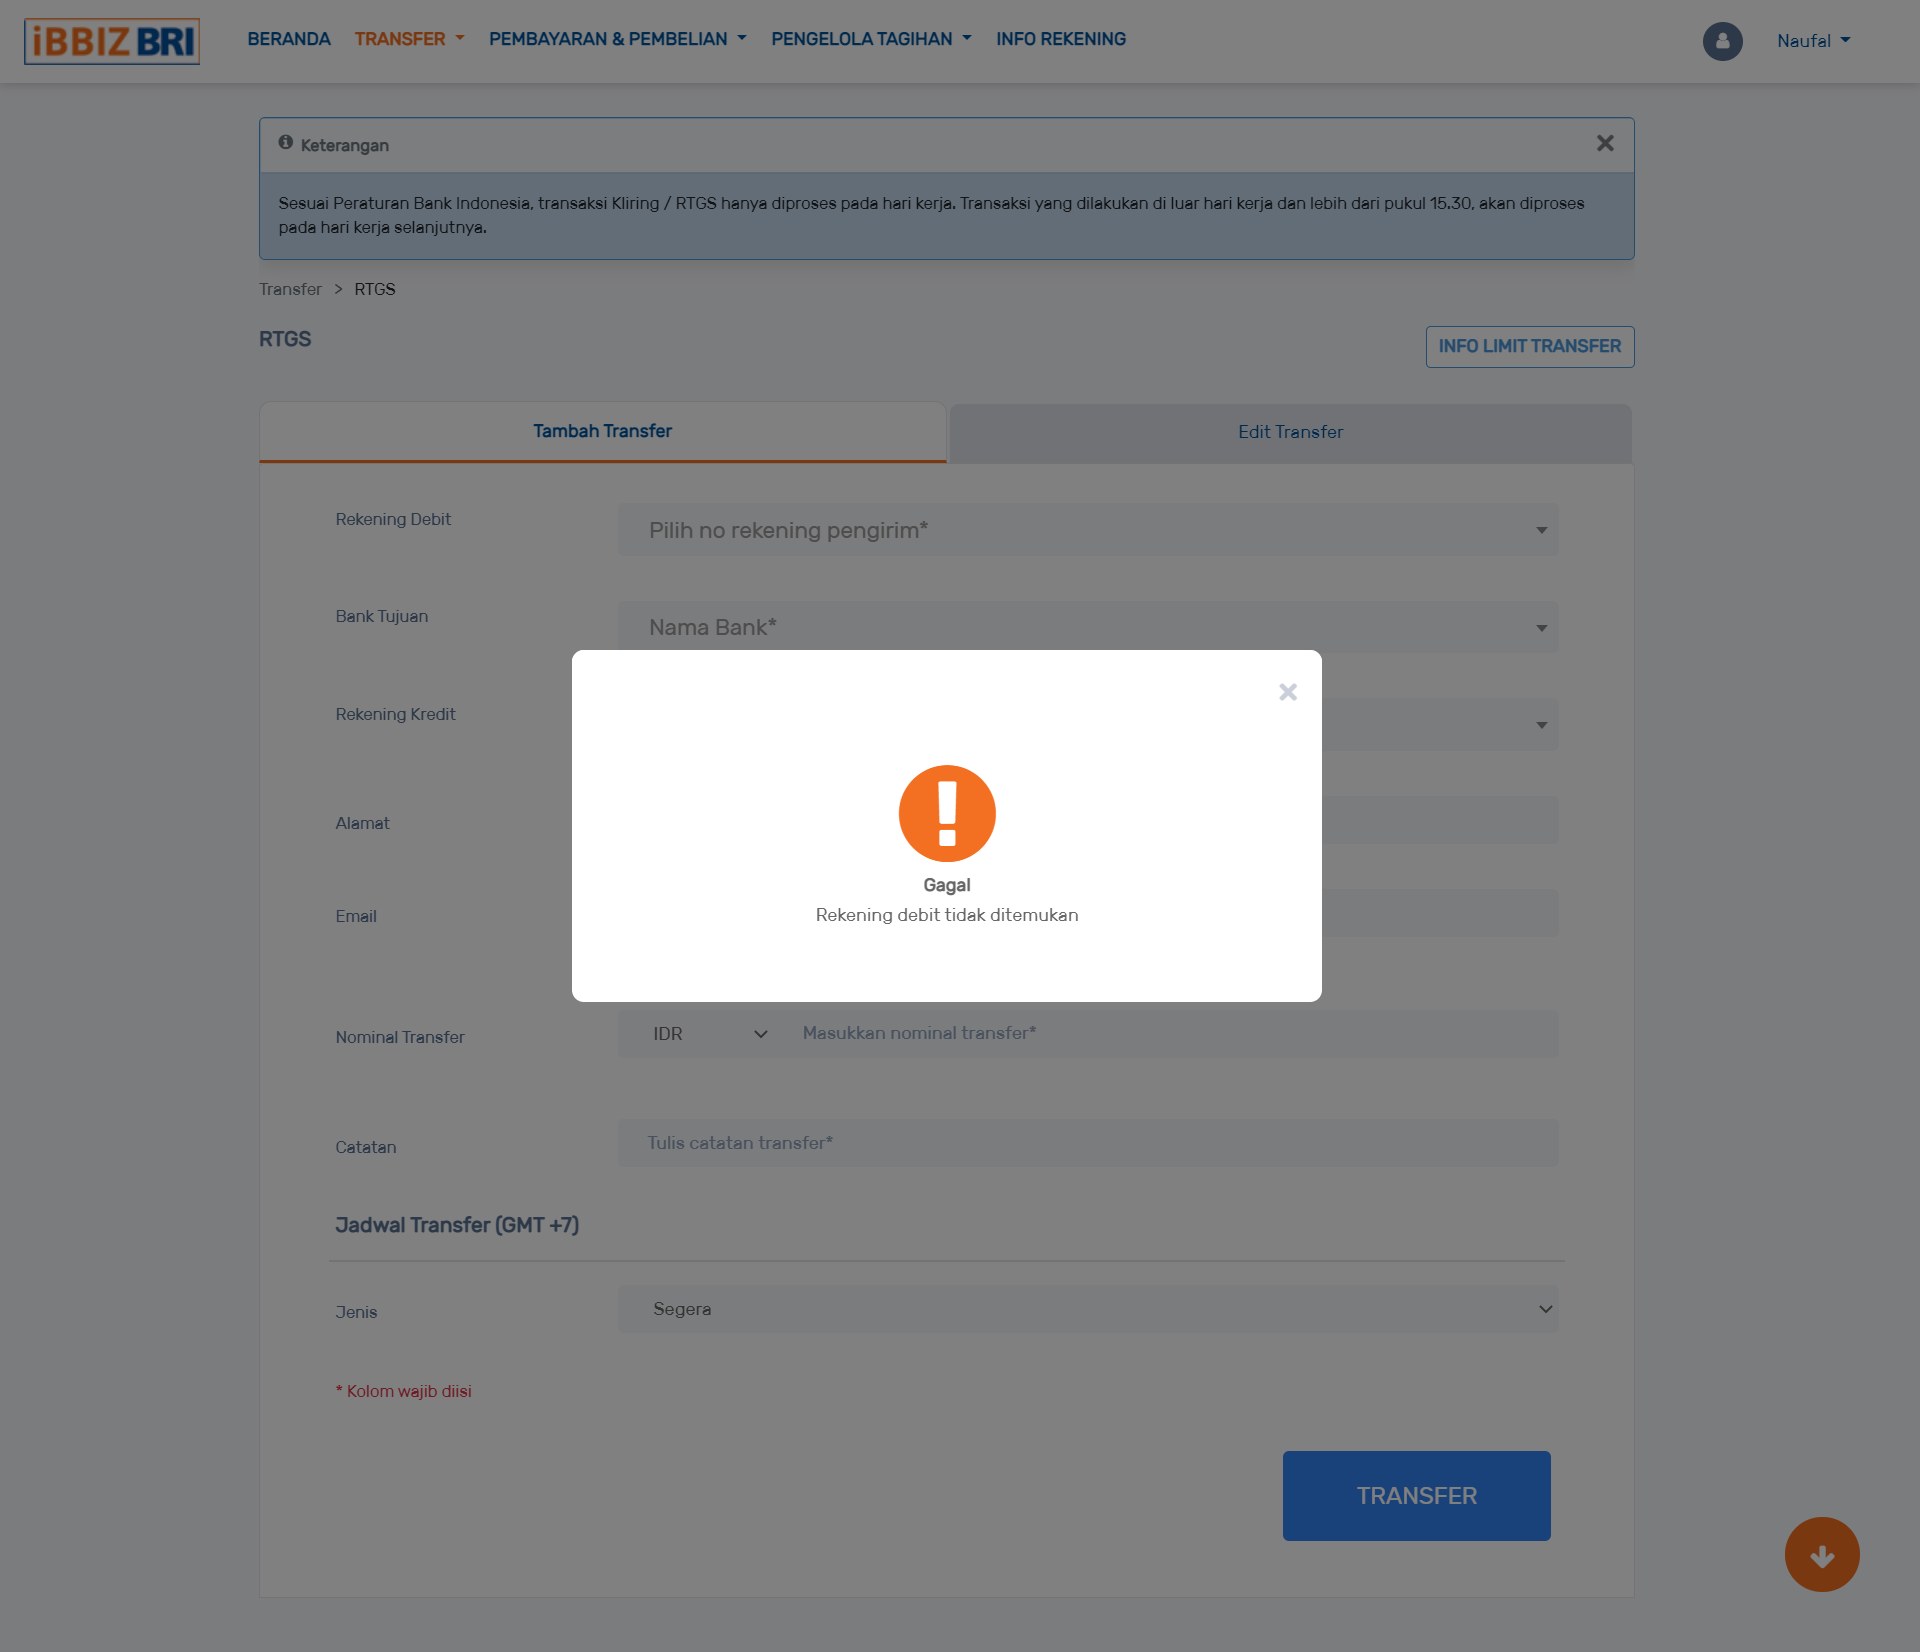 iBBIZ BRI
BERANDA TRANSFER PEMBAYARAN & PEMBELIAN PENGELOLA TAGIHAN INFO REKENING Naufal
Keterangan
Sesuai Peraturan Bank Indonesia, transaksi Kliring / RTGS hanya diproses pada hari kerja. Transaksi yang dilakukan di luar hari kerja dan lebih dari pukul 15.30, akan diproses
pada hari kerja selanjutnya.
Transfer > RTGS
RTGS
INFO LIMIT TRANSFER
Tambah Transfer Edit Transfer
Rekening Debit Pilih no rekening pengirim*
Bank Tujuan Nama Bank*
Rekening Kredit
Alamat
Gagal
Rekening debit tidak ditemukan
Email
Nominal Transfer IDR Masukkan nominal transfer*
Catatan Tulis catatan transfer*
Jadwal Transfer (GMT +7)
Jenis Segera
* Kolom wajib diisi
TRANSFER